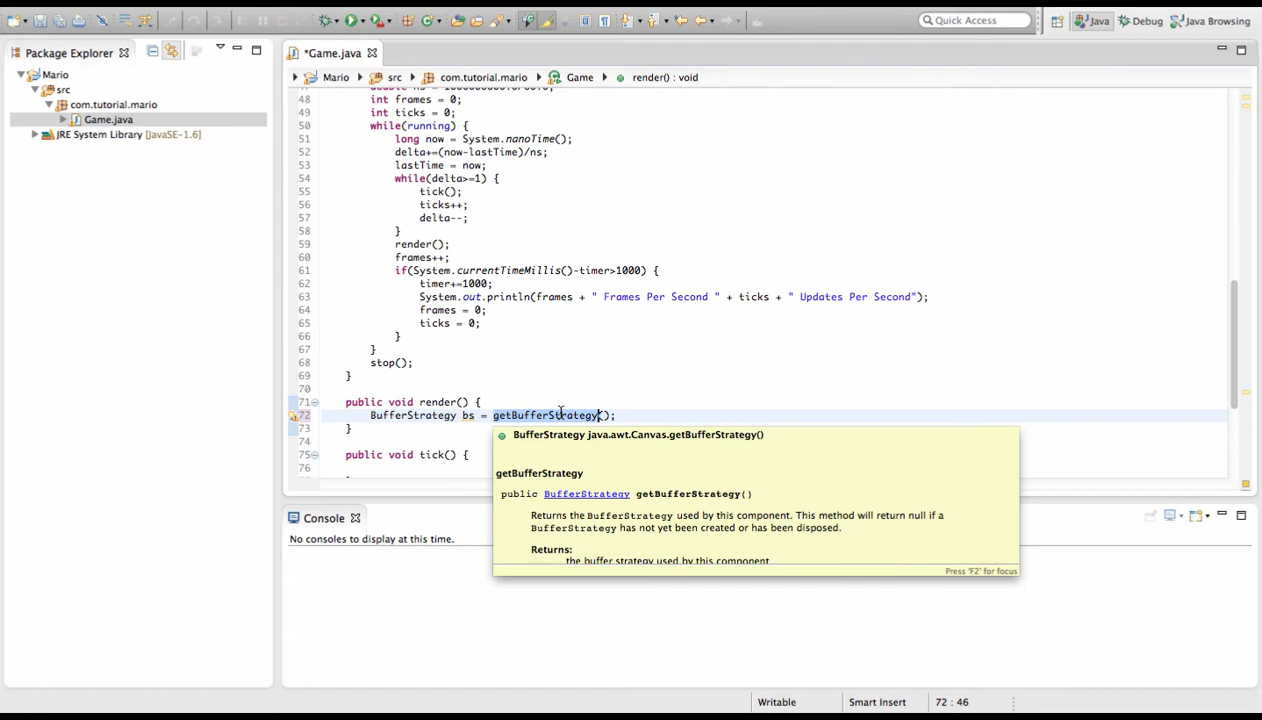 Quick Access
Java
Debug
Java Browsing
Package Explorer
*Game.java
Mario
src
com.tutorial.mario
Game
render() : void
Mario
src
com.tutorial.mario
Game.java
JRE System Library [JavaSE-1.6]
48 int frames = 0;
49 int ticks = 0;
50 while(running) {
51 long now = System.nanoTime();
52 delta+=(now-lastTime)/ns;
53 lastTime = now;
54 while(delta>=1) {
55 tick();
56 ticks++;
57 delta--;
58 }
59 render();
60 frames++;
61 if(System.currentTimeMillis()-timer>1000) {
62 timer+=1000;
63 System.out.println(frames + " Frames Per Second " + ticks + " Updates Per Second");
64 frames = 0;
65 ticks = 0;
66 }
67 }
68 stop();
69 }
70
71 public void render() {
72 BufferStrategy bs = getBufferStrategy();
73 }
74
75 public void tick() {
76
BufferStrategy java.awt.Canvas.getBufferStrategy()
getBufferStrategy
public BufferStrategy getBufferStrategy()
Returns the BufferStrategy used by this component. This method will return null if a
BufferStrategy has not yet been created or has been disposed.
Returns:
the buffer strategy used by this component
Press 'F2' for focus
Console
No consoles to display at this time.
Writable
Smart Insert
72 : 46